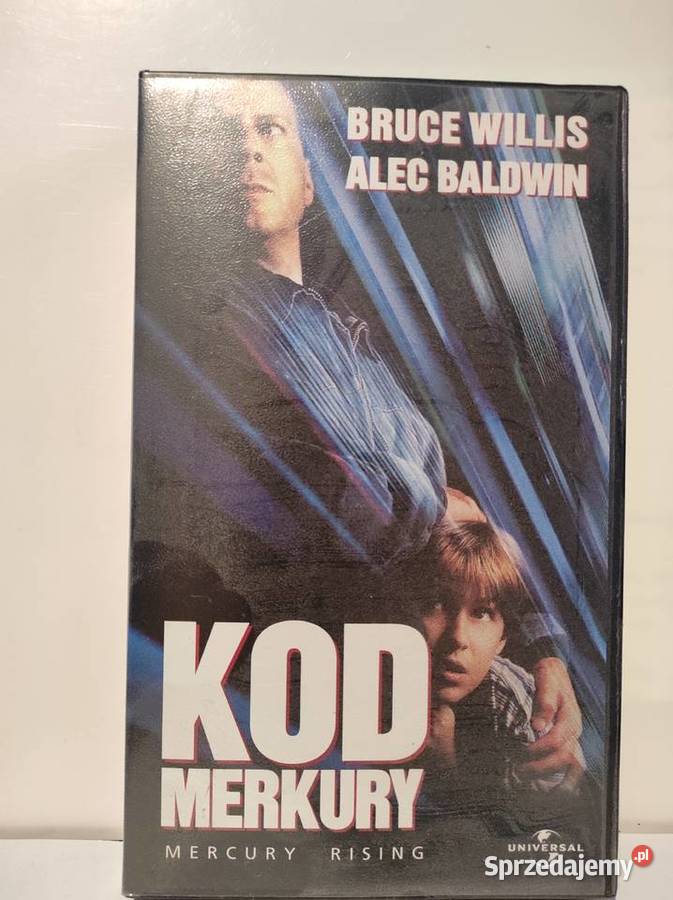 BRUCE WILLIS
ALEC BALDWIN
KOD
MERKURY
MERCURY RISING
UNIVERSAL
Sprzedajemy.pl